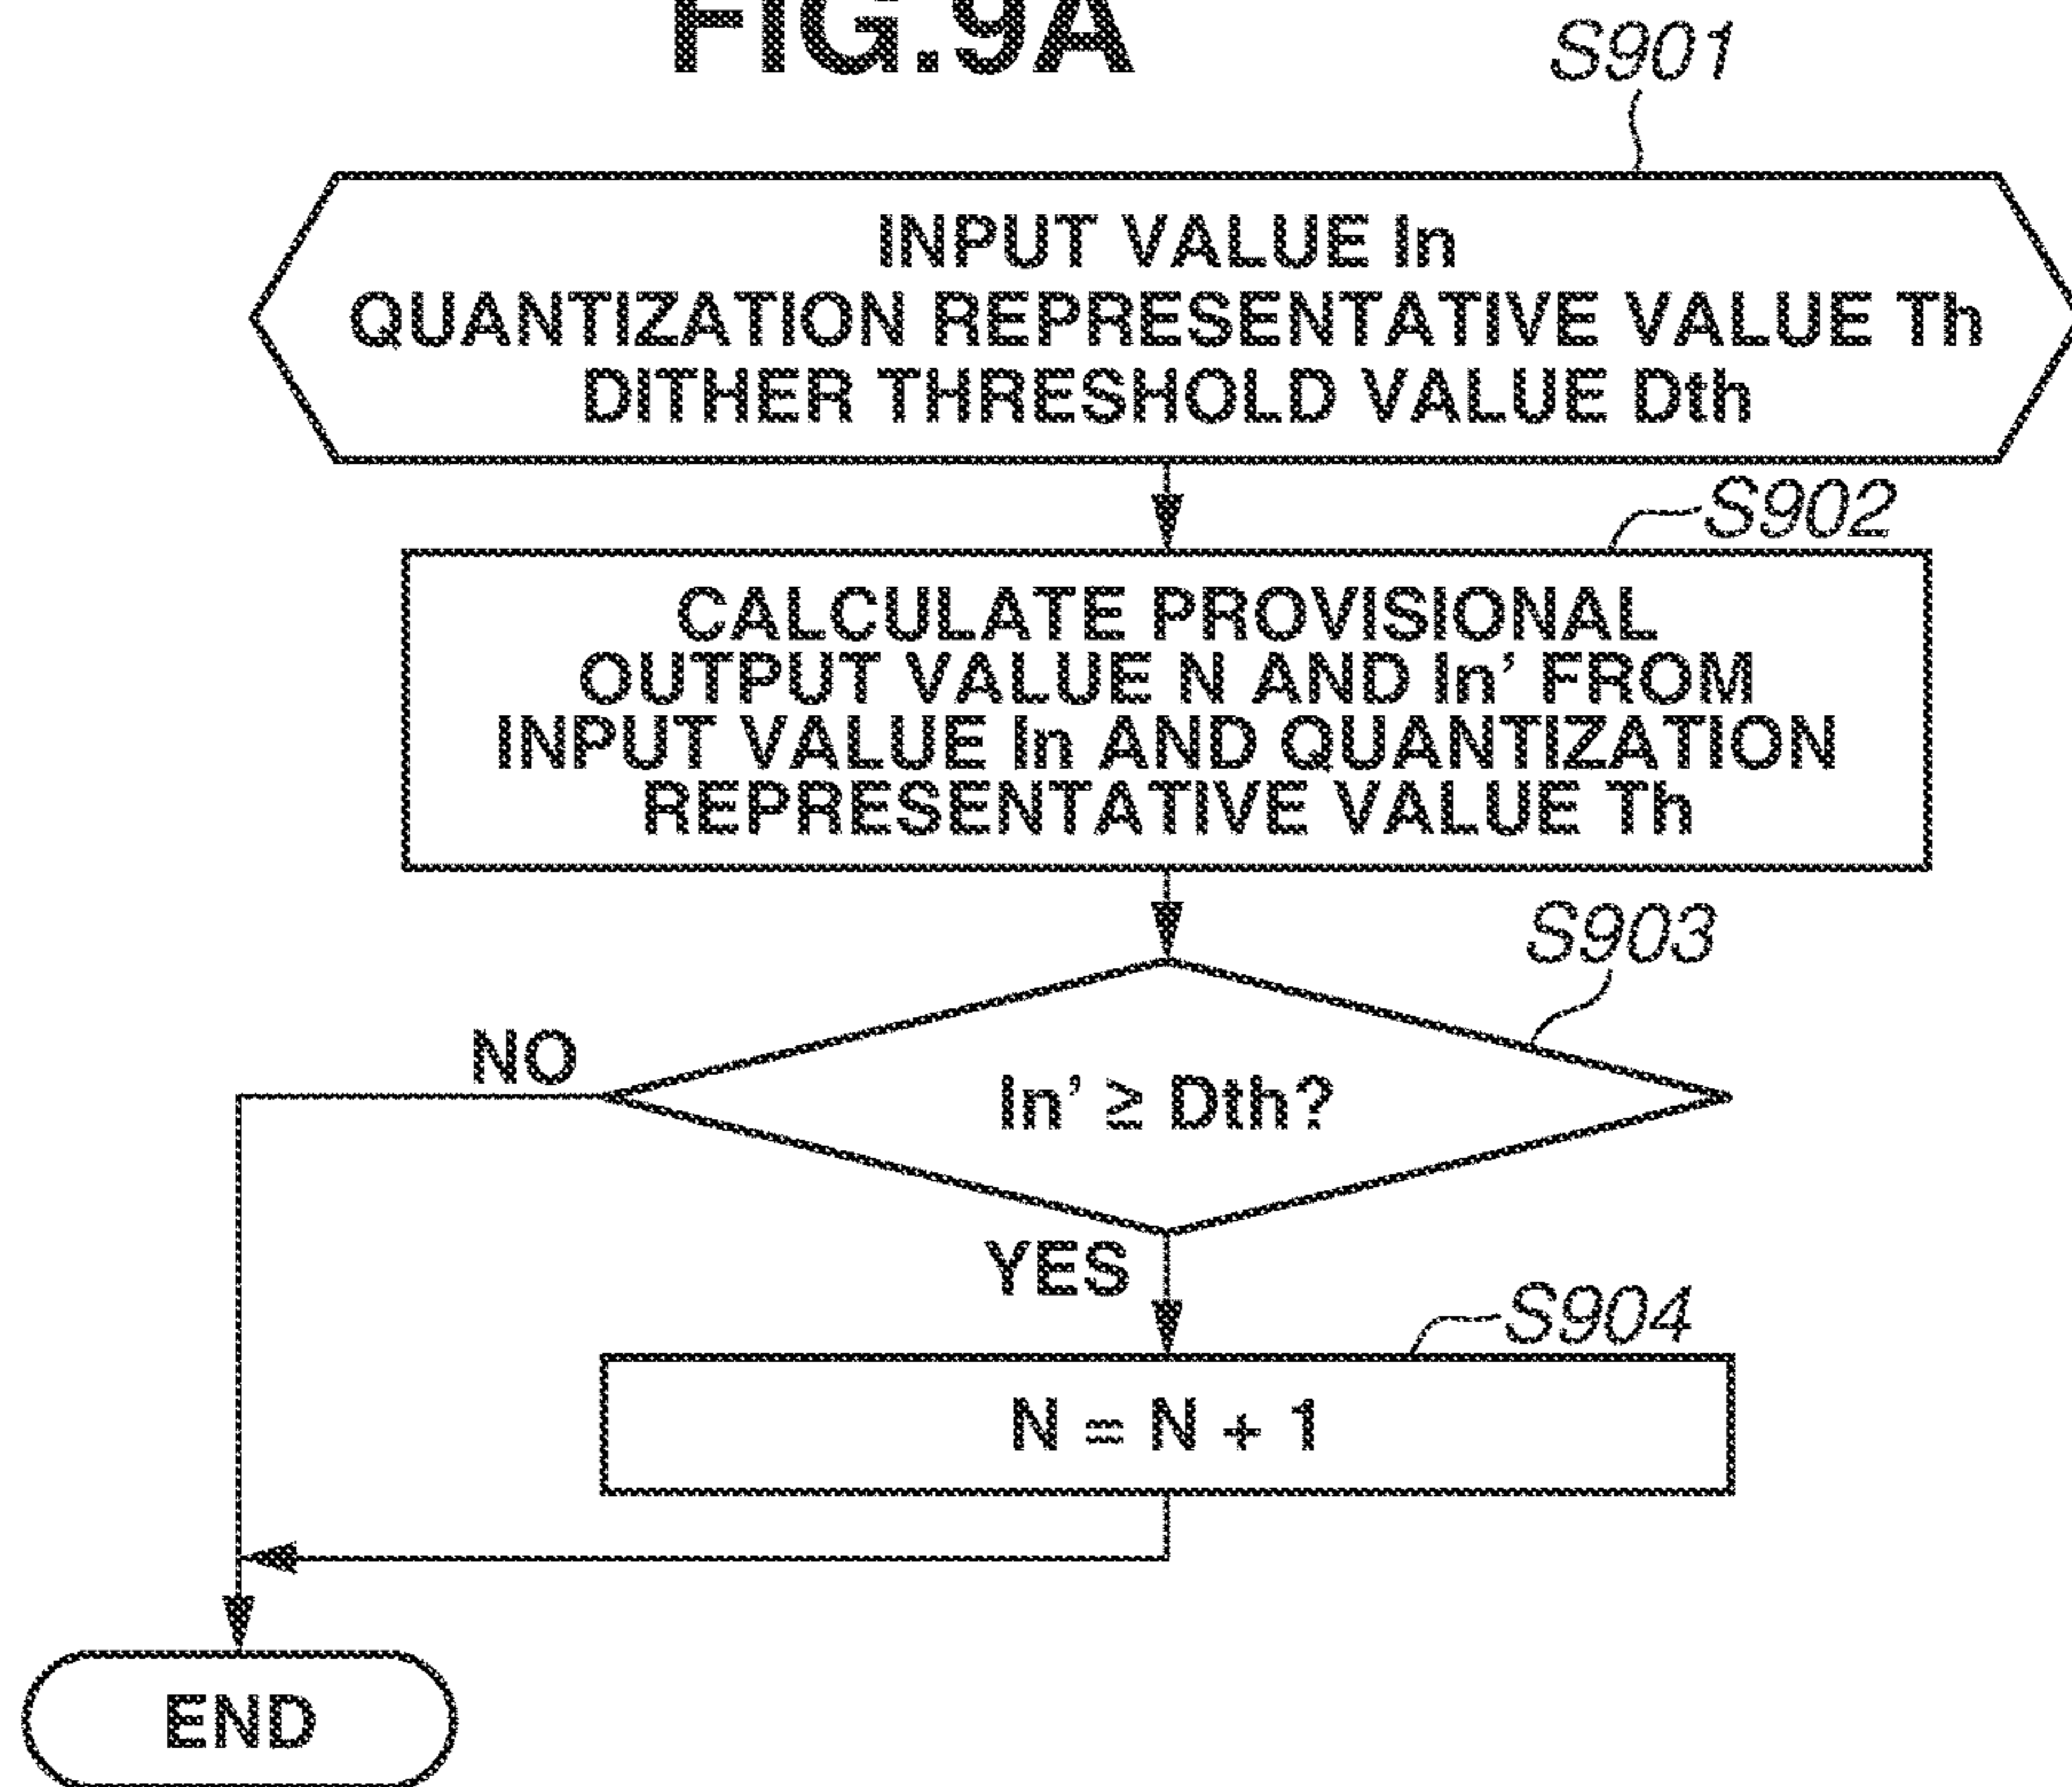 FIG.9A
S901
INPUT VALUE In
QUANTIZATION REPRESENTATIVE VALUE Th
DITHER THRESHOLD VALUE Dth
S902
CALCULATE PROVISIONAL
OUTPUT VALUE N AND In' FROM
INPUT VALUE In AND QUANTIZATION
REPRESENTATIVE VALUE Th
S903
NO
In' ≥ Dth?
YES
S904
N = N + 1
END